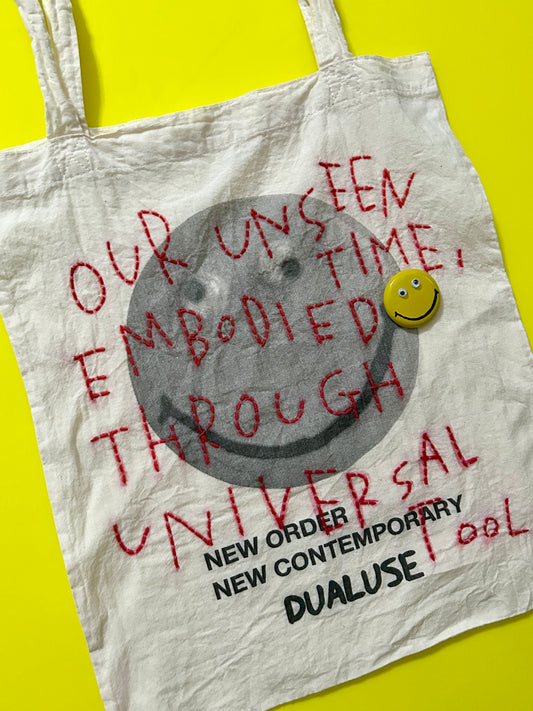 OUR UNSEEN
TIME,
EMBODIED
THROUGH
UNIVERSAL
TOOL
NEW ORDER
NEW CONTEMPORARY
DUALUSE